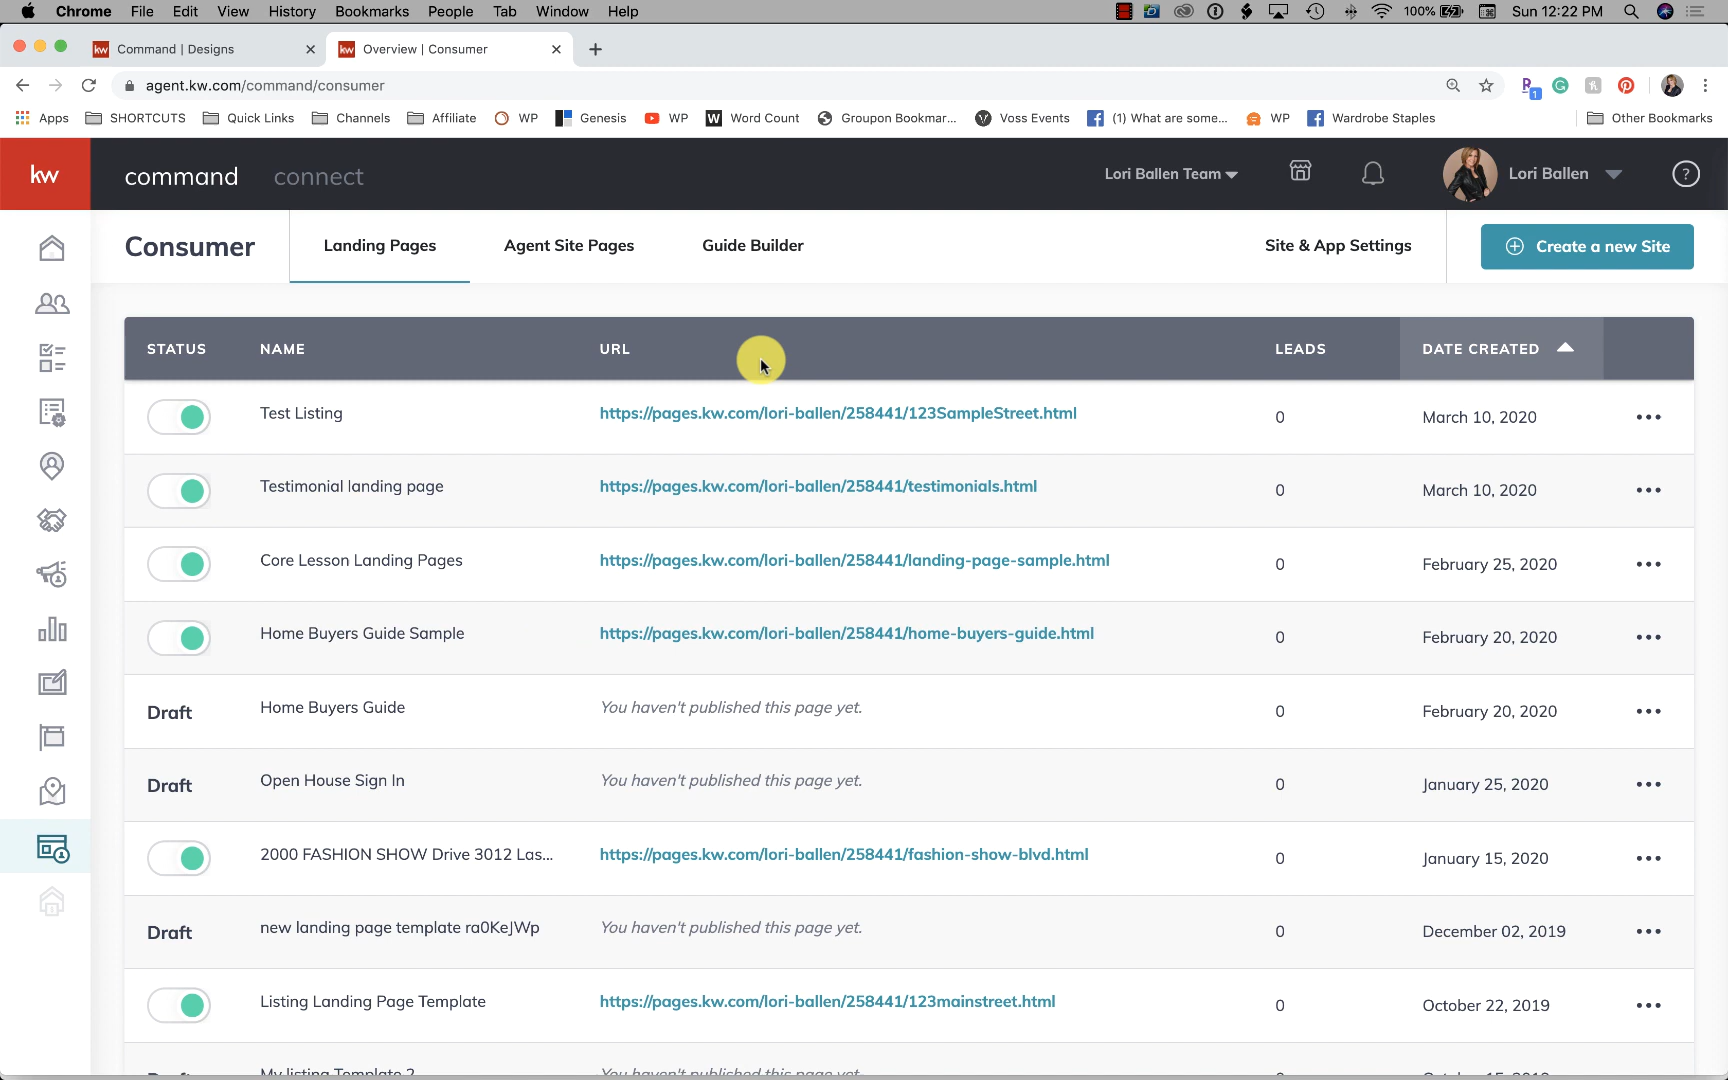 Chrome File Edit View History Bookmarks People Tab Window Help 100% Sun 12:22 PM
kw Command | Designs kw Overview | Consumer
agent.kw.com/command/consumer
Apps SHORTCUTS Quick Links Channels Affiliate WP Genesis WP W Word Count Groupon Bookmar... Voss Events (1) What are some... WP Wardrobe Staples Other Bookmarks
kw command connect Lori Ballen Team Lori Ballen ?
Consumer Landing Pages Agent Site Pages Guide Builder Site & App Settings Create a new Site
STATUS NAME URL LEADS DATE CREATED
Test Listing https://pages.kw.com/lori-ballen/258441/123SampleStreet.html 0 March 10, 2020
Testimonial landing page https://pages.kw.com/lori-ballen/258441/testimonials.html 0 March 10, 2020
Core Lesson Landing Pages https://pages.kw.com/lori-ballen/258441/landing-page-sample.html 0 February 25, 2020
Home Buyers Guide Sample https://pages.kw.com/lori-ballen/258441/home-buyers-guide.html 0 February 20, 2020
Draft Home Buyers Guide You haven't published this page yet. 0 February 20, 2020
Draft Open House Sign In You haven't published this page yet. 0 January 25, 2020
2000 FASHION SHOW Drive 3012 Las... https://pages.kw.com/lori-ballen/258441/fashion-show-blvd.html 0 January 15, 2020
Draft new landing page template ra0KeJWp You haven't published this page yet. 0 December 02, 2019
Listing Landing Page Template https://pages.kw.com/lori-ballen/258441/123mainstreet.html 0 October 22, 2019
My listing Template 2 You haven't published this page yet.